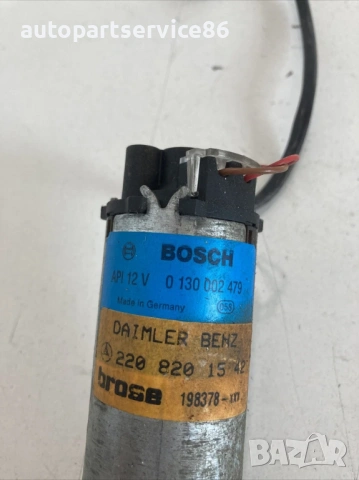 autopartservice86
BOSCH
API 12 V 0 130 002 479
Made in Germany 055
DAIMLER BENZ
220 820 15 42
brose 198378-m
BAZAR